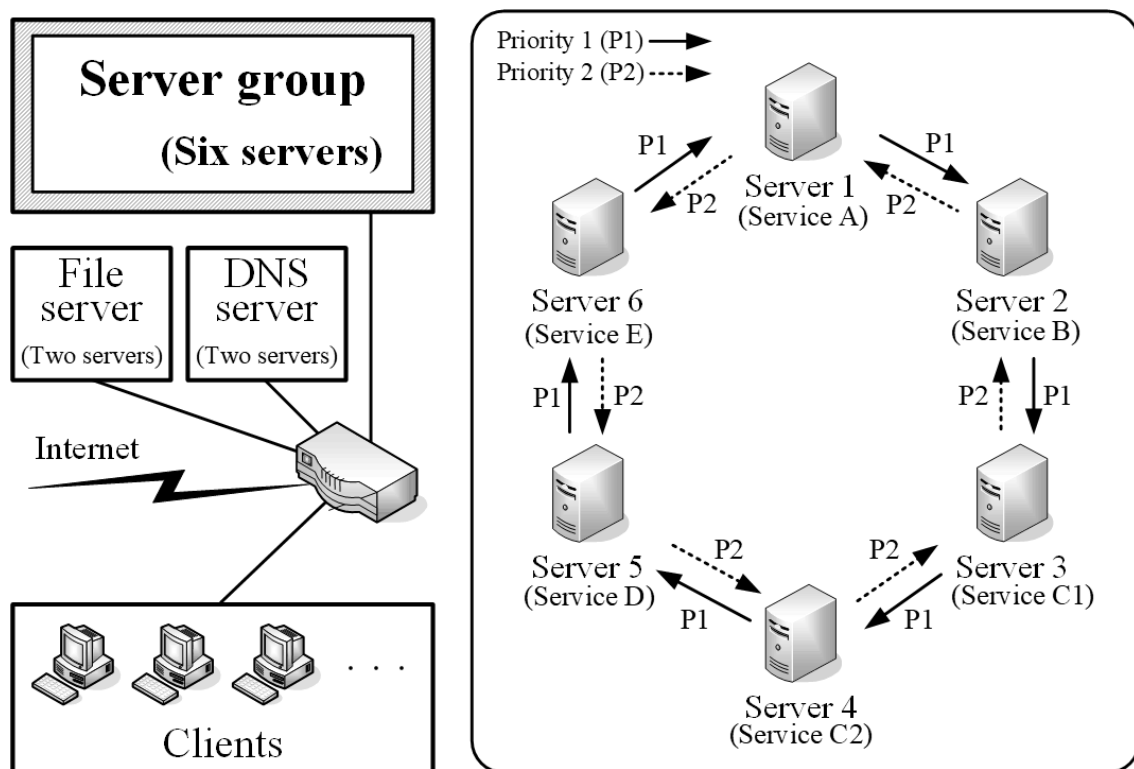 Server group
(Six servers)
File
server
(Two servers)
DNS
server
(Two servers)
Internet
. . .
Clients
Priority 1 (P1)
Priority 2 (P2)
P1
P2
Server 1
(Service A)
P1
P2
Server 6
(Service E)
Server 2
(Service B)
P1
P2
P2
P1
Server 5
(Service D)
P2
P1
P2
P1
Server 3
(Service C1)
Server 4
(Service C2)